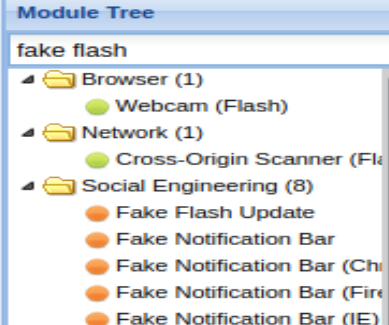 Module Tree
fake flash
Browser (1)
Webcam (Flash)
Network (1)
Cross-Origin Scanner (Fla
Social Engineering (8)
Fake Flash Update
Fake Notification Bar
Fake Notification Bar (Chr
Fake Notification Bar (Fire
Fake Notification Bar (IE)